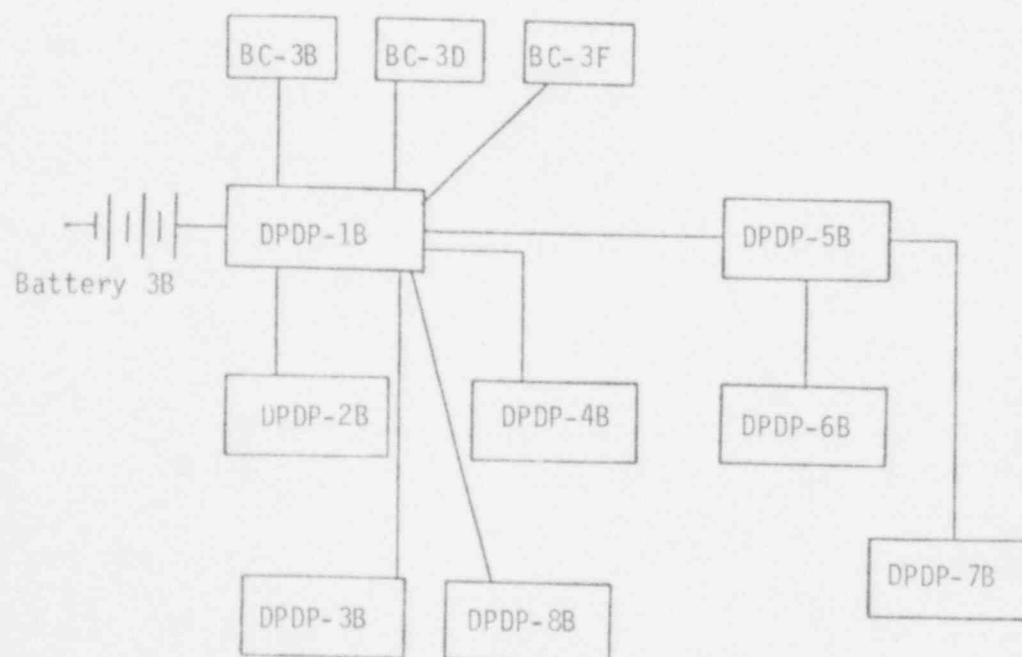 BC-3B
BC-3D
BC-3F
DPDP-1B
DPDP-5B
Battery 3B
DPDP-2B
DPDP-4B
DPDP-6B
DPDP-7B
DPDP-3B
DPDP-8B